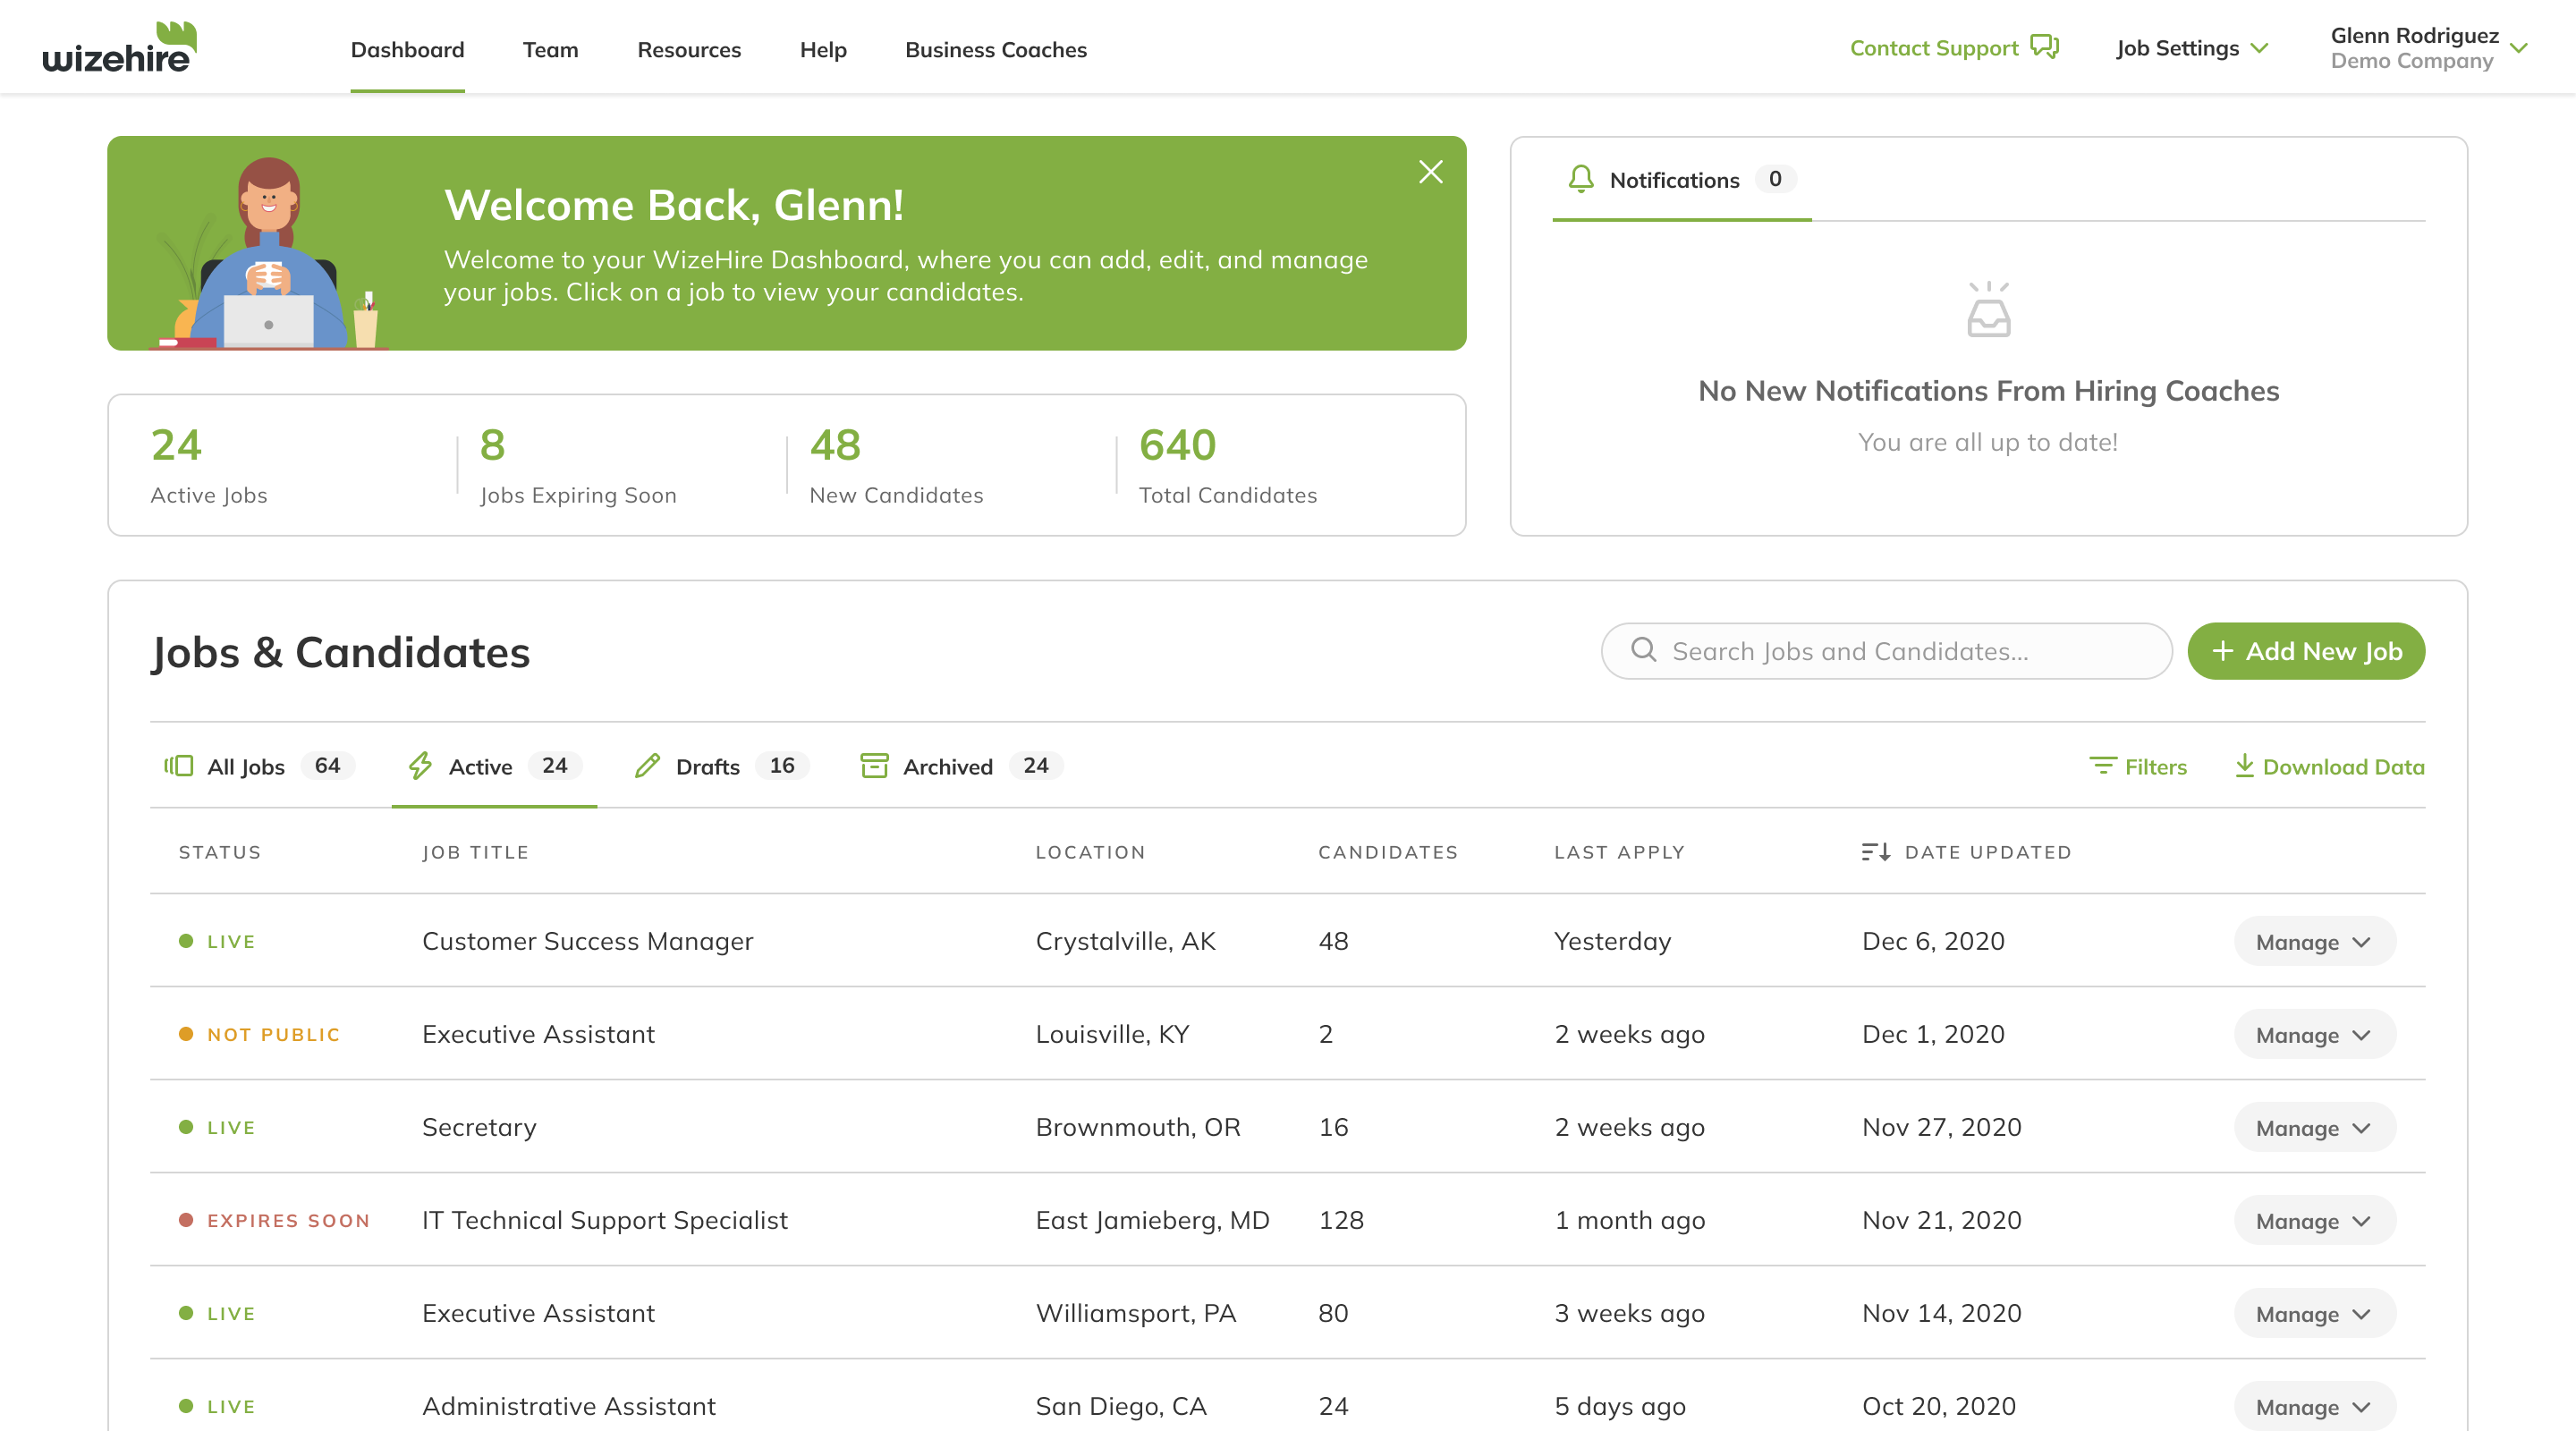 wizehire
Dashboard
Team
Resources
Help
Business Coaches
Contact Support
Job Settings
Glenn Rodriguez
Demo Company
Welcome Back, Glenn!
Welcome to your WizeHire Dashboard, where you can add, edit, and manage
your jobs. Click on a job to view your candidates.
24
Active Jobs
8
Jobs Expiring Soon
48
New Candidates
640
Total Candidates
Notifications 0
No New Notifications From Hiring Coaches
You are all up to date!
Jobs & Candidates
Search Jobs and Candidates...
Add New Job
All Jobs 64
Active 24
Drafts 16
Archived 24
Filters
Download Data
STATUS JOB TITLE LOCATION CANDIDATES LAST APPLY DATE UPDATED
LIVE Customer Success Manager Crystalville, AK 48 Yesterday Dec 6, 2020 Manage
NOT PUBLIC Executive Assistant Louisville, KY 2 2 weeks ago Dec 1, 2020 Manage
LIVE Secretary Brownmouth, OR 16 2 weeks ago Nov 27, 2020 Manage
EXPIRES SOON IT Technical Support Specialist East Jamieberg, MD 128 1 month ago Nov 21, 2020 Manage
LIVE Executive Assistant Williamsport, PA 80 3 weeks ago Nov 14, 2020 Manage
LIVE Administrative Assistant San Diego, CA 24 5 days ago Oct 20, 2020 Manage